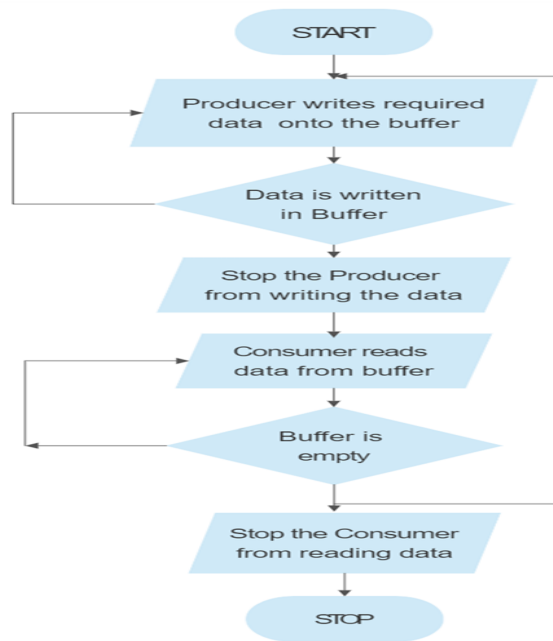 START
Producer writes required
data onto the buffer
Data is written
in Buffer
Stop the Producer
from writing the data
Consumer reads
data from buffer
Buffer is
empty
Stop the Consumer
from reading data
STOP